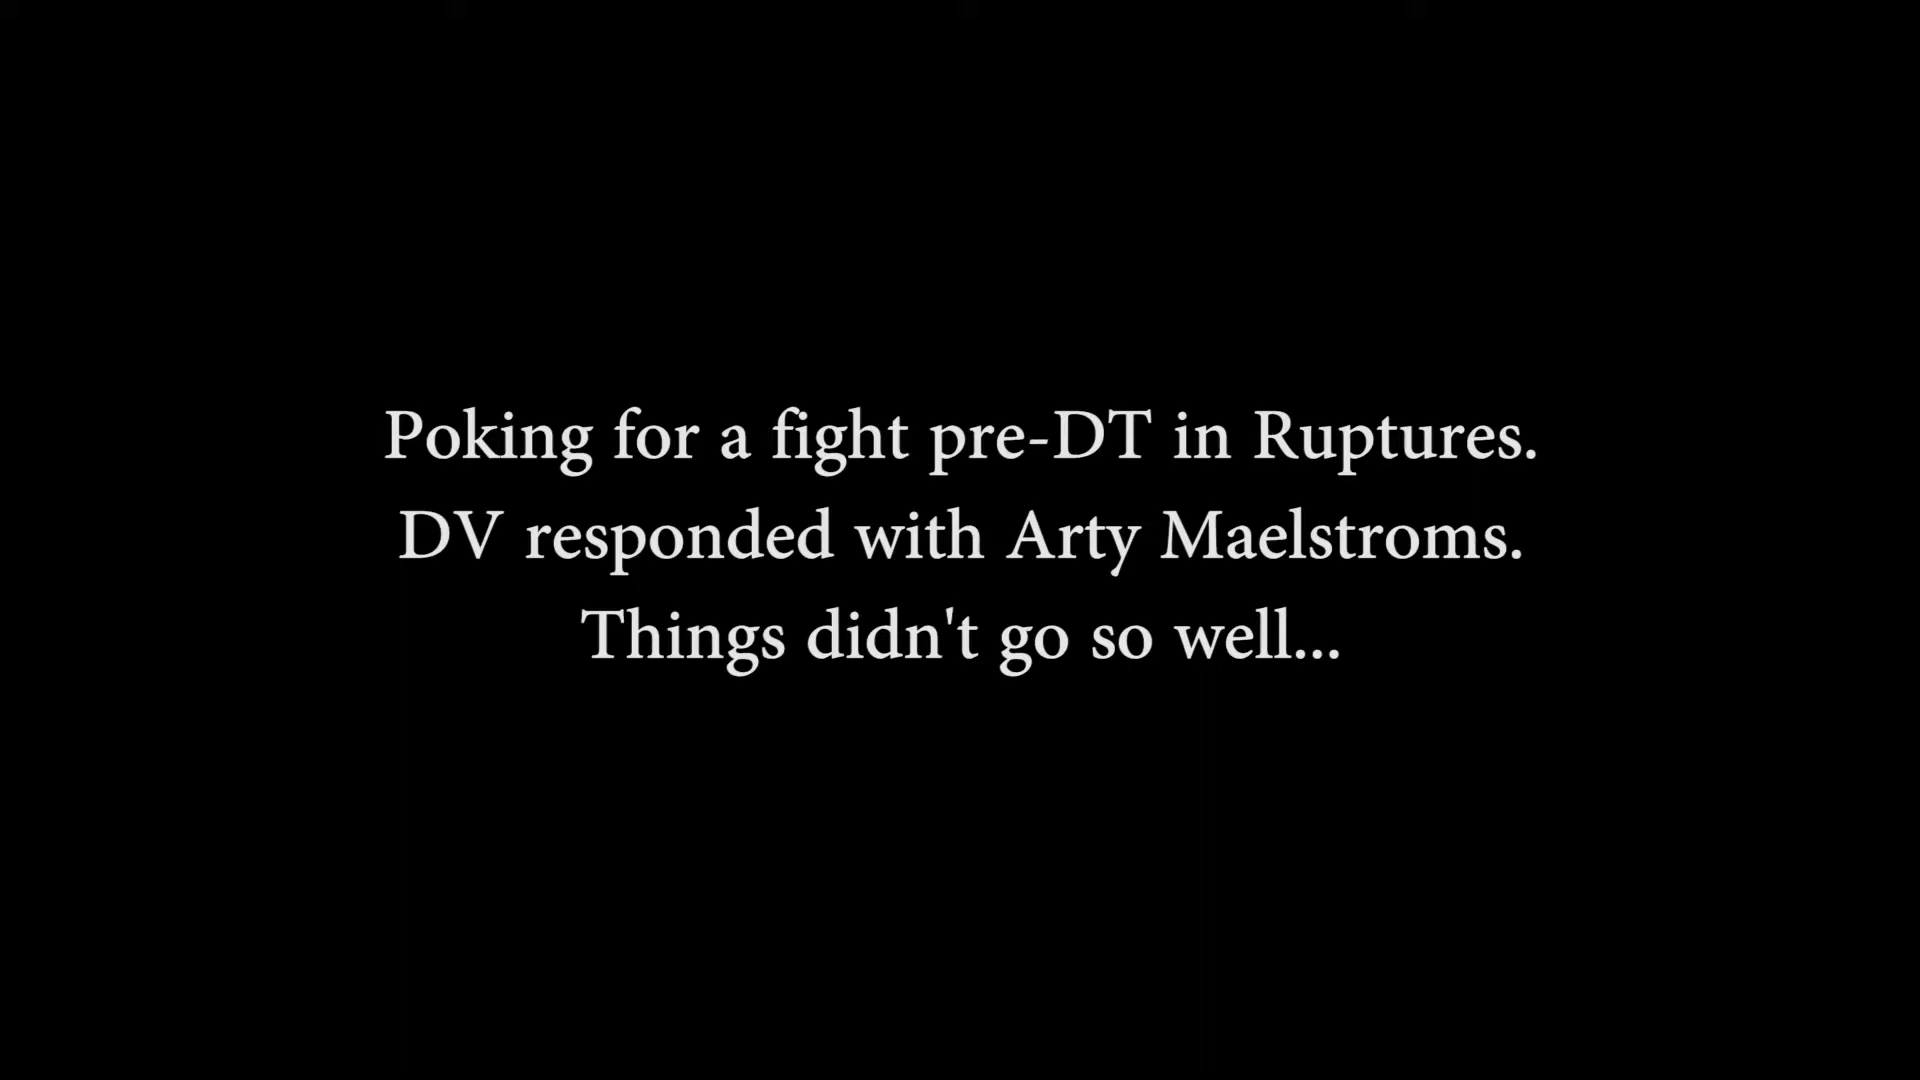 Poking for a fight pre-DT in Ruptures.
DV responded with Arty Maelstroms.
Things didn't go so well...